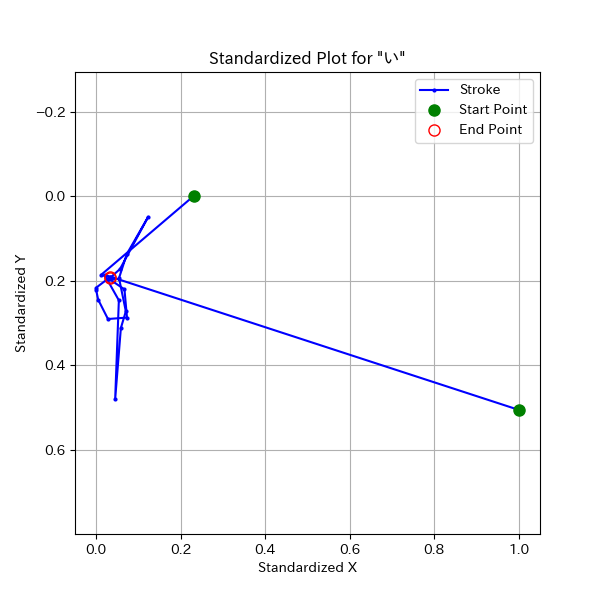 Standardized Plot for "い"
Stroke
Start Point
End Point
Standardized Y
−0.2
0.0
0.2
0.4
0.6
0.0 0.2 0.4 0.6 0.8 1.0
Standardized X